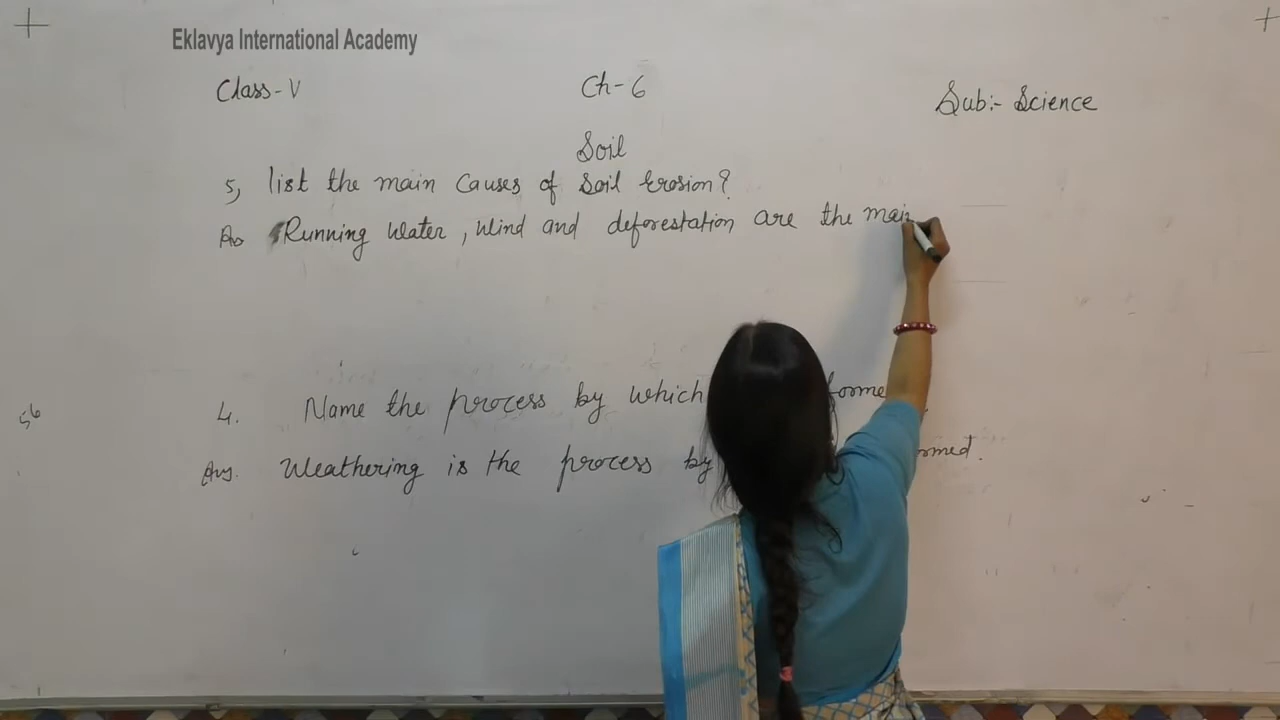 Eklavya International Academy
Class-V Ch-6 Sub:- Science
Soil
5, List the main Causes of Soil Erosion?
Running Water, Wind and deforestation are the main
4. Name the process by which forme
Ans. Weathering is the process by ormed.
56